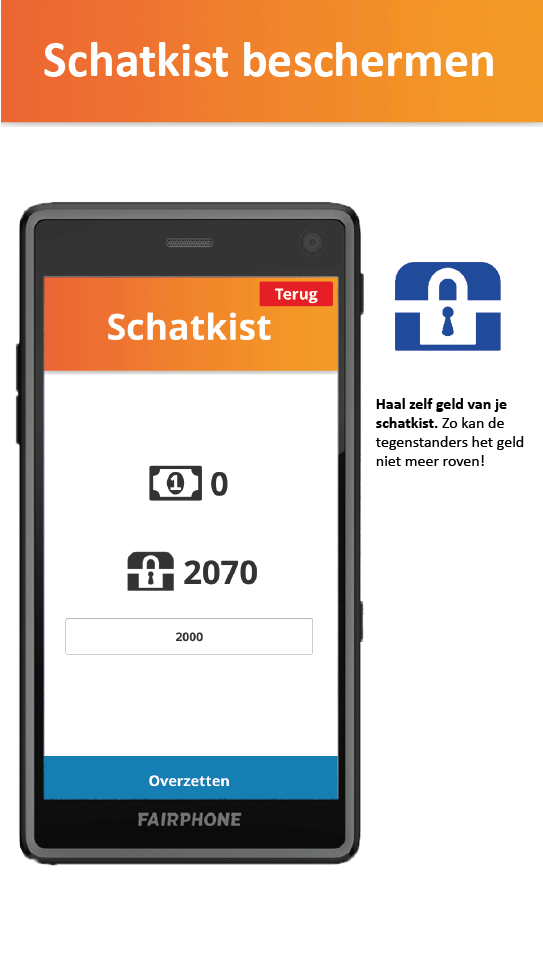 Schatkist beschermen
Terug
Schatkist
1 0
2070
2000
Overzetten
FAIRPHONE
Haal zelf geld van je
schatkist. Zo kan de
tegenstanders het geld
niet meer roven!